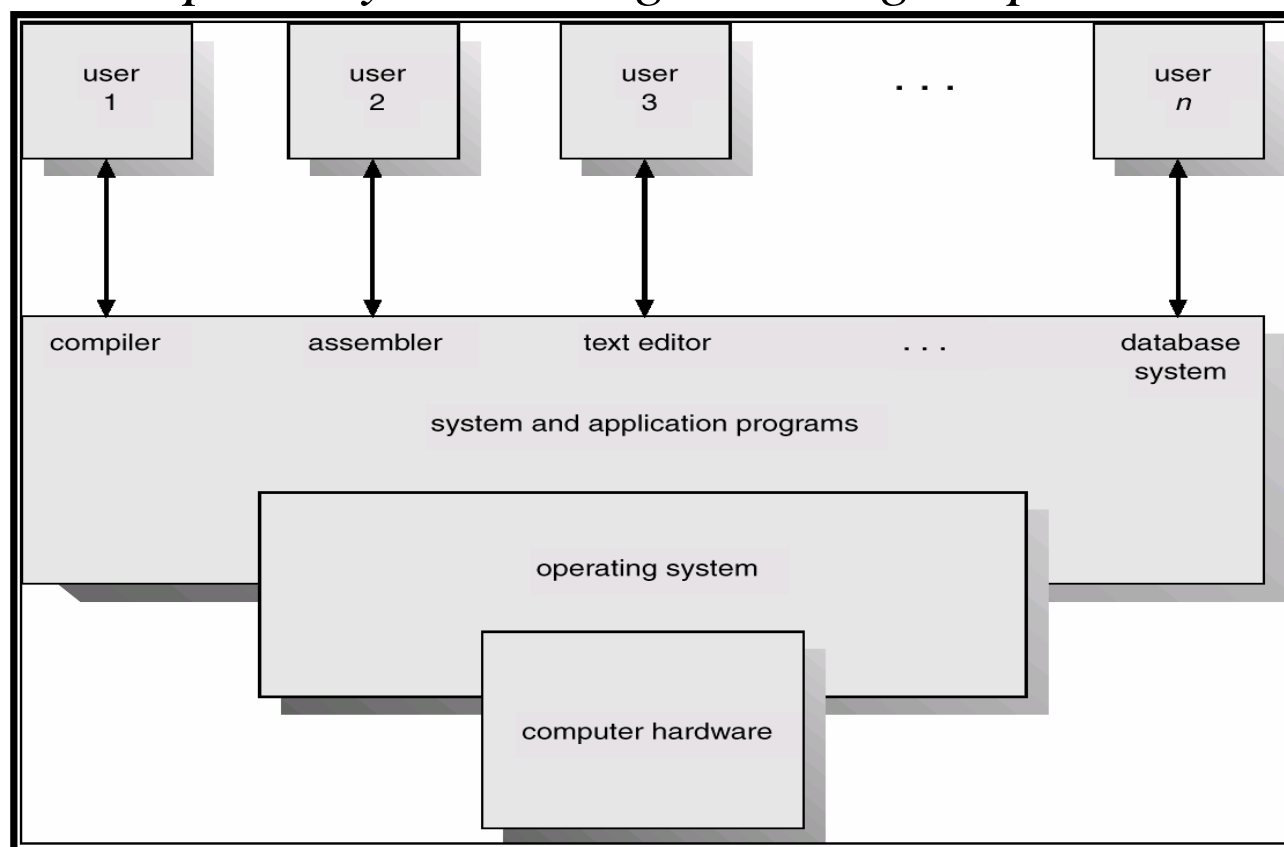 user
1
user
2
user
3
. . .
user
n
compiler
assembler
text editor
. . .
database
system
system and application programs
operating system
computer hardware